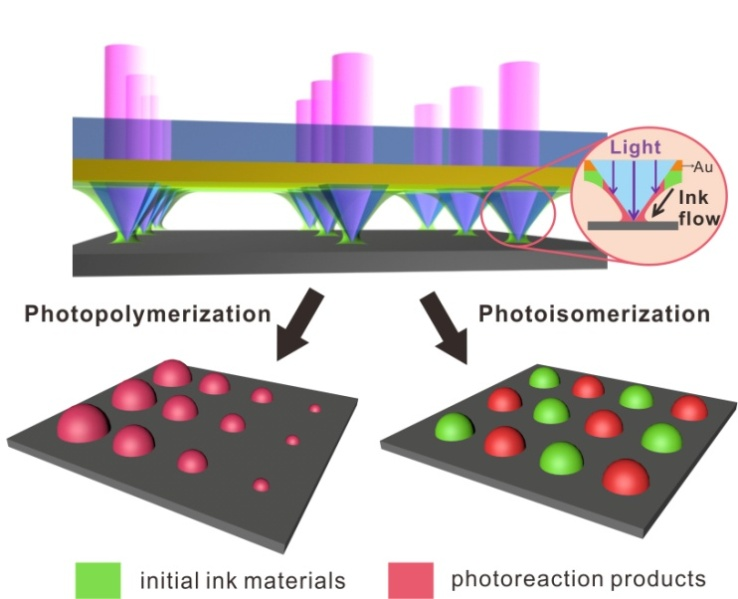 Light
Au
Ink
flow
Photopolymerization
Photoisomerization
initial ink materials
photoreaction products